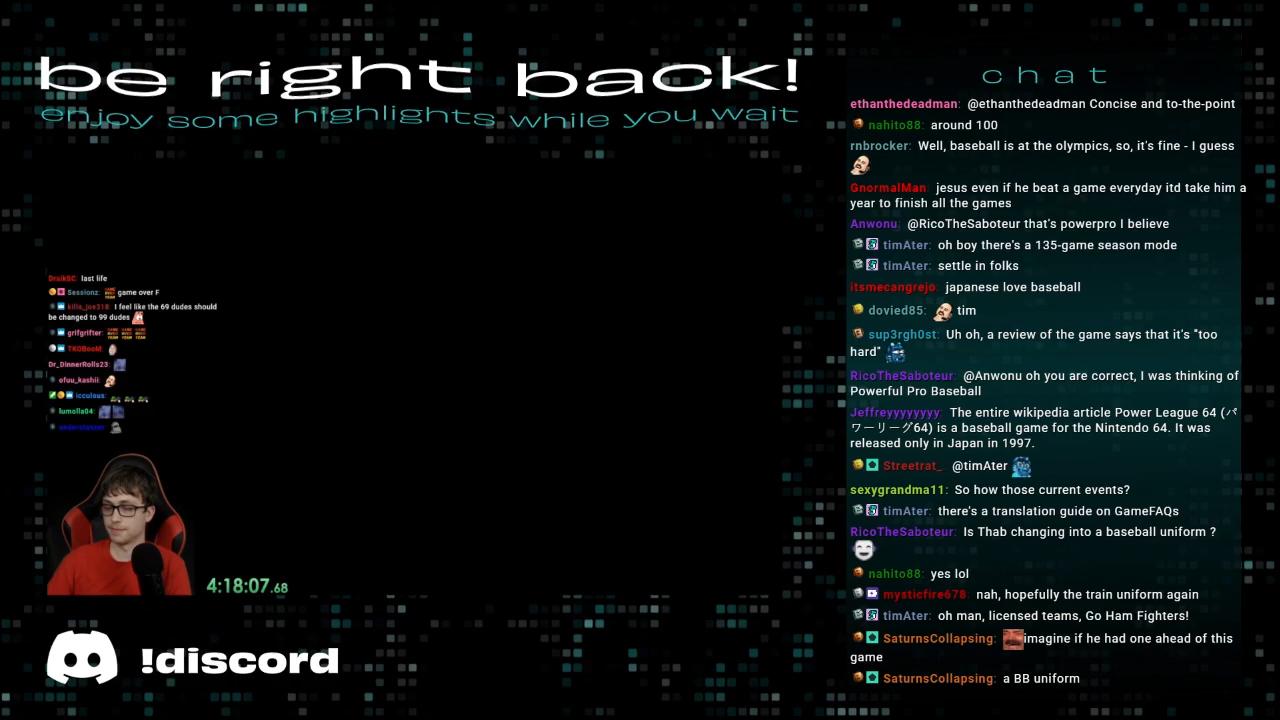 be right back!
enjoy some highlights while you wait
chat
ethanthedeadman: @ethanthedeadman Concise and to-the-point
nahito88: around 100
rnbrocker: Well, baseball is at the olympics, so, it's fine - I guess
GnormalMan: jesus even if he beat a game everyday itd take him a
year to finish all the games
Anwonu: @RicoTheSaboteur that's powerpro I believe
timAter: oh boy there's a 135-game season mode
timAter: settle in folks
itsmecangrejo: japanese love baseball
dovied85: tim
sup3rgh0st: Uh oh, a review of the game says that it's "too
hard"
RicoTheSaboteur: @Anwonu oh you are correct, I was thinking of
Powerful Pro Baseball
Jeffreyyyyyyyy: The entire wikipedia article Power League 64 (パ
ワーリーグ64) is a baseball game for the Nintendo 64. It was
released only in Japan in 1997.
Streetrat_ @timAter
sexygrandma11: So how those current events?
timAter: there's a translation guide on GameFAQs
RicoTheSaboteur: Is Thab changing into a baseball uniform ?
nahito88: yes lol
mysticfire678: nah, hopefully the train uniform again
timAter: oh man, licensed teams, Go Ham Fighters!
SaturnsCollapsing: imagine if he had one ahead of this
game
SaturnsCollapsing: a BB uniform
DruikSC: last life
Sessionz: game over F
killa_joe318: I feel like the 69 dudes should
be changed to 99 dudes
grifgrifter:
TKOBooM:
Dr_DinnerRolls23:
ofuu_kashii:
icculous:
lumolla04:
4:18:07.68
!discord